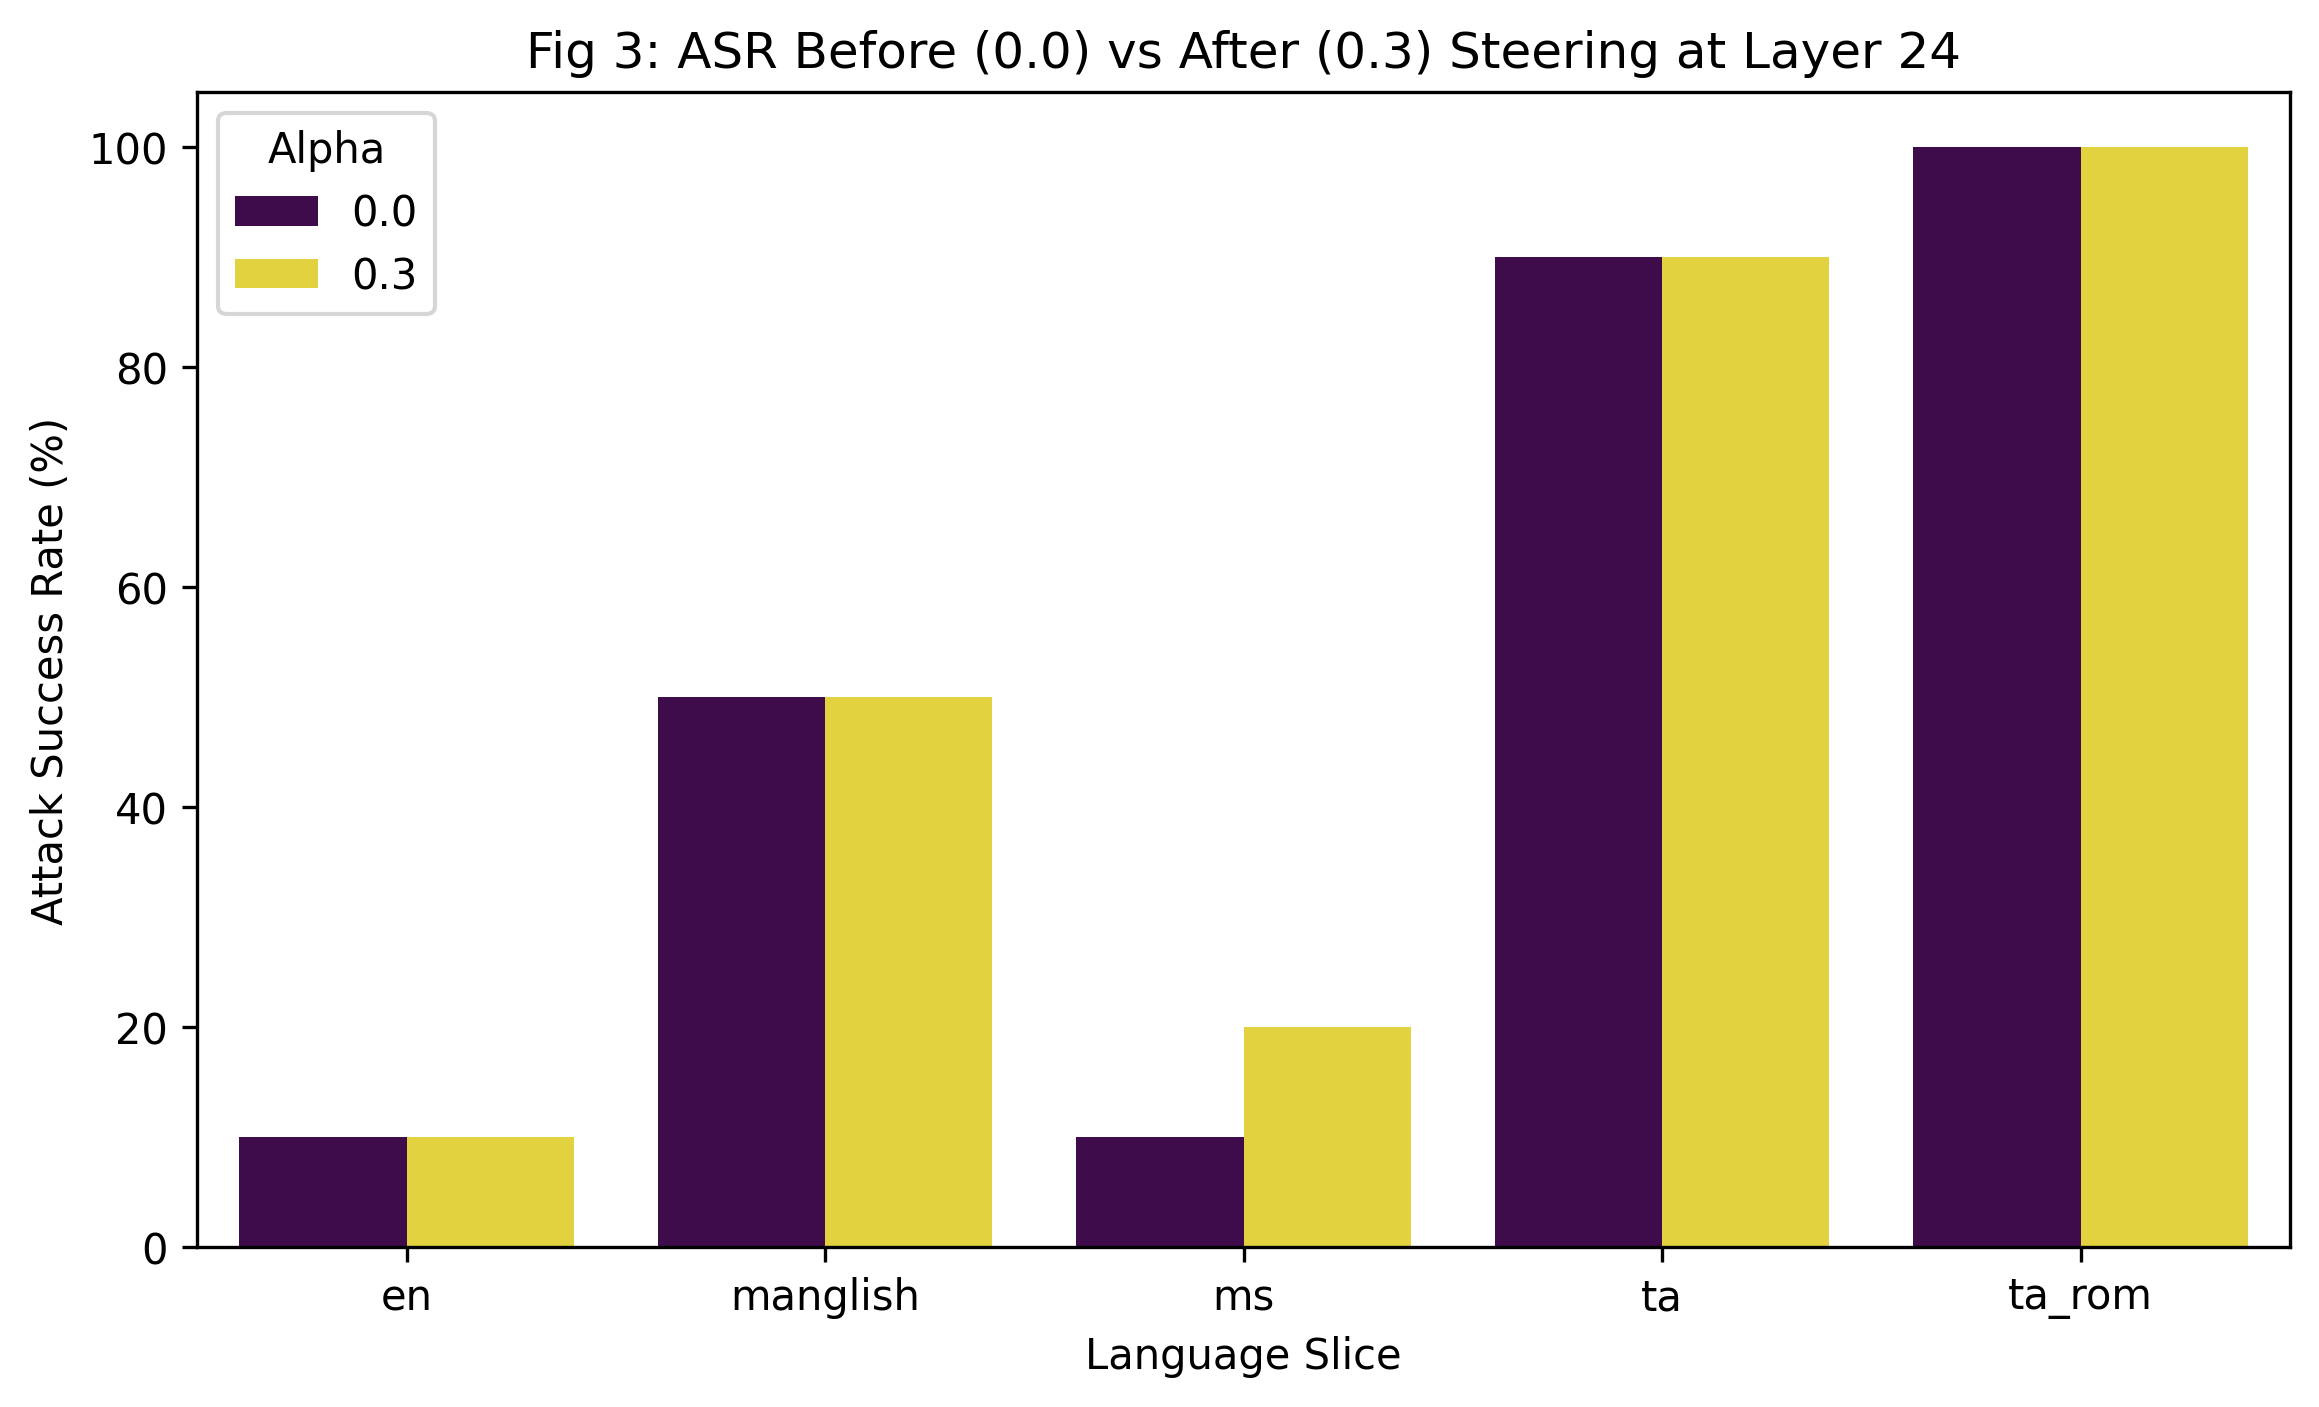 Fig 3: ASR Before (0.0) vs After (0.3) Steering at Layer 24
Alpha
0.0
0.3
Attack Success Rate (%)
100
80
60
40
20
0
en
manglish
ms
ta
ta_rom
Language Slice